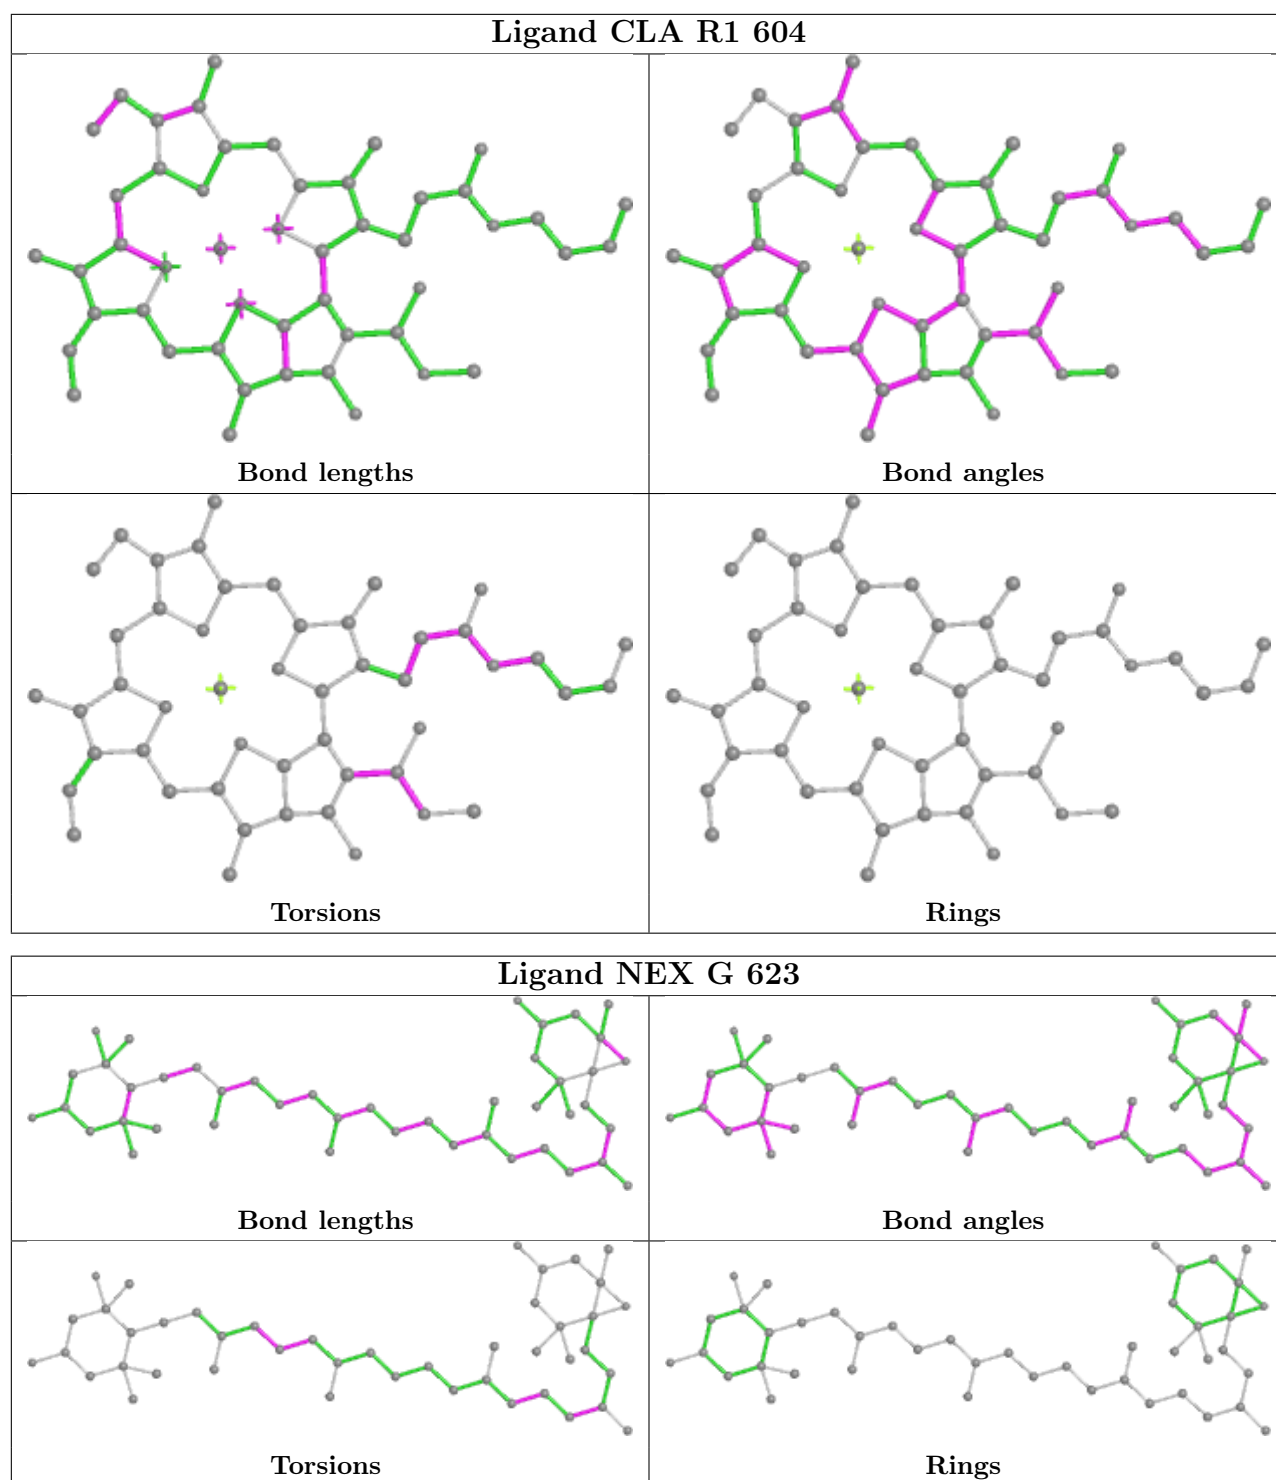 Ligand CLA R1 604
Bond lengths
Bond angles
Torsions
Rings
Ligand NEX G 623
Bond lengths
Bond angles
Torsions
Rings